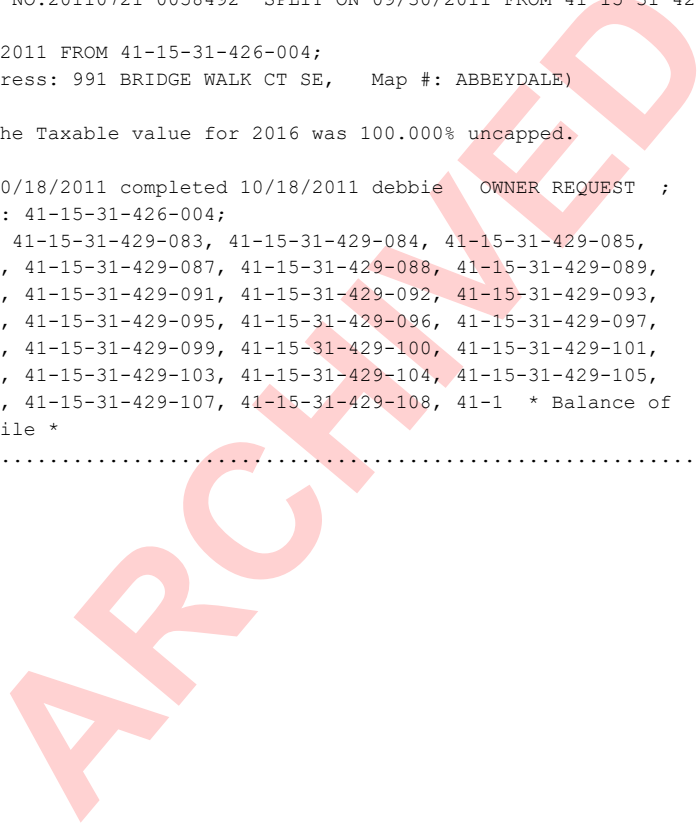 NO.20110721-0058492 SPLIT ON 09/30/2011 FROM 41-15-31-42
2011 FROM 41-15-31-426-004;
ress: 991 BRIDGE WALK CT SE, Map #: ABBEYDALE)
he Taxable value for 2016 was 100.000% uncapped.
0/18/2011 completed 10/18/2011 debbie OWNER REQUEST ;
: 41-15-31-426-004;
41-15-31-429-083, 41-15-31-429-084, 41-15-31-429-085,
, 41-15-31-429-087, 41-15-31-429-088, 41-15-31-429-089,
, 41-15-31-429-091, 41-15-31-429-092, 41-15-31-429-093,
, 41-15-31-429-095, 41-15-31-429-096, 41-15-31-429-097,
, 41-15-31-429-099, 41-15-31-429-100, 41-15-31-429-101,
, 41-15-31-429-103, 41-15-31-429-104, 41-15-31-429-105,
, 41-15-31-429-107, 41-15-31-429-108, 41-1 * Balance of
ile *
.........................................................
ARCHIVED